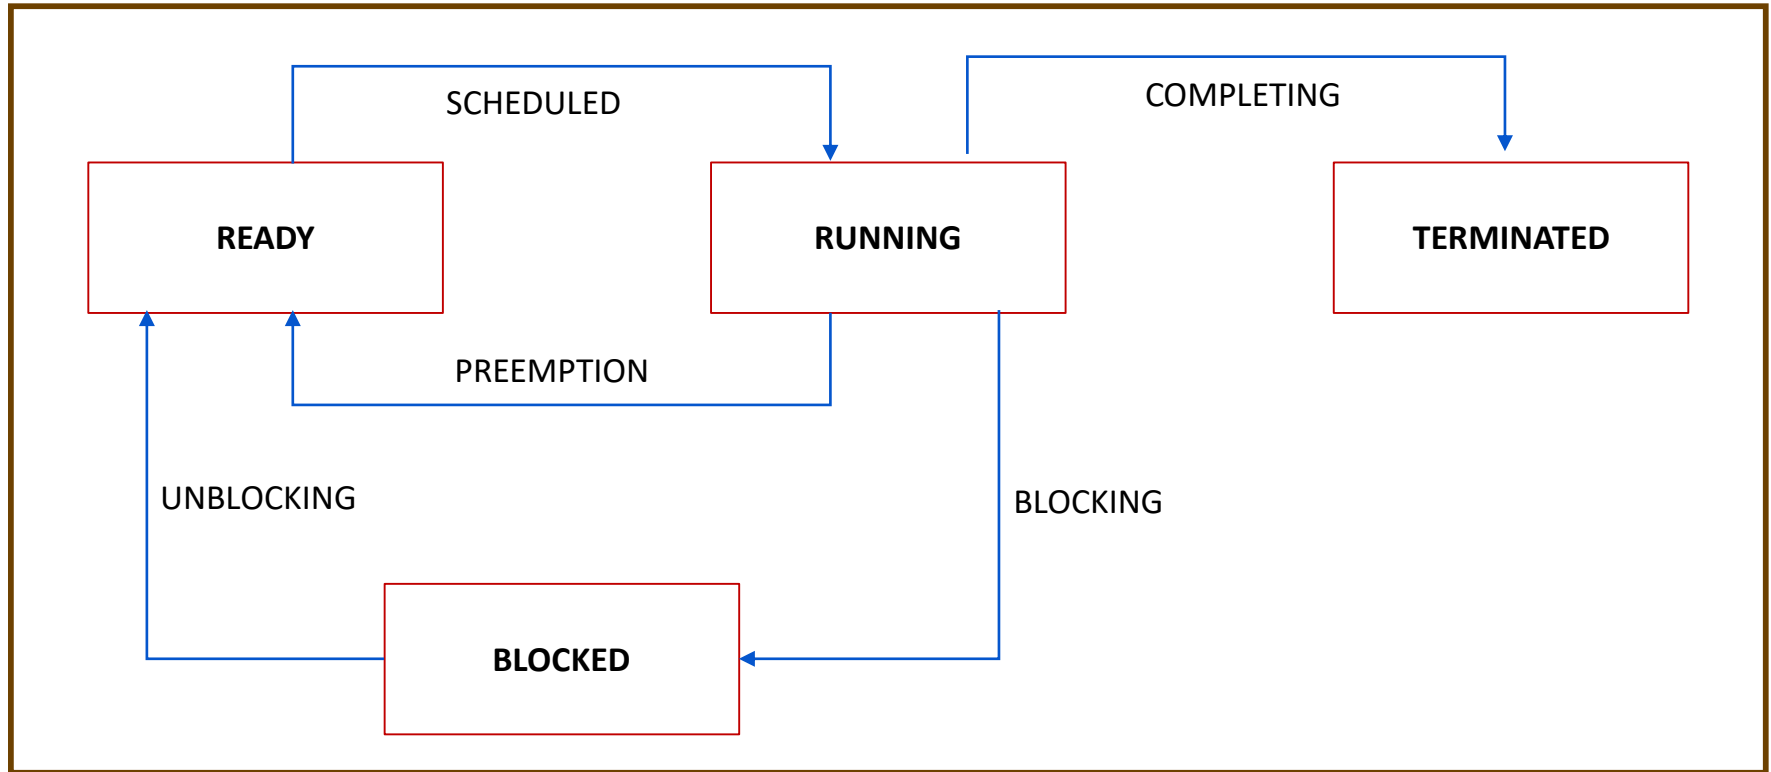 SCHEDULED
COMPLETING
READY
RUNNING
TERMINATED
PREEMPTION
UNBLOCKING
BLOCKING
BLOCKED